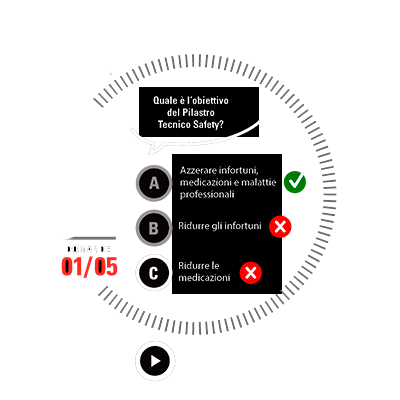 Quale è l'obiettivo
del Pilastro
Tecnico Safety?
A
Azzerare infortuni,
medicazioni e malattie
professionali
B
Ridurre gli infortuni
C
Ridurre le
medicazioni
01/05